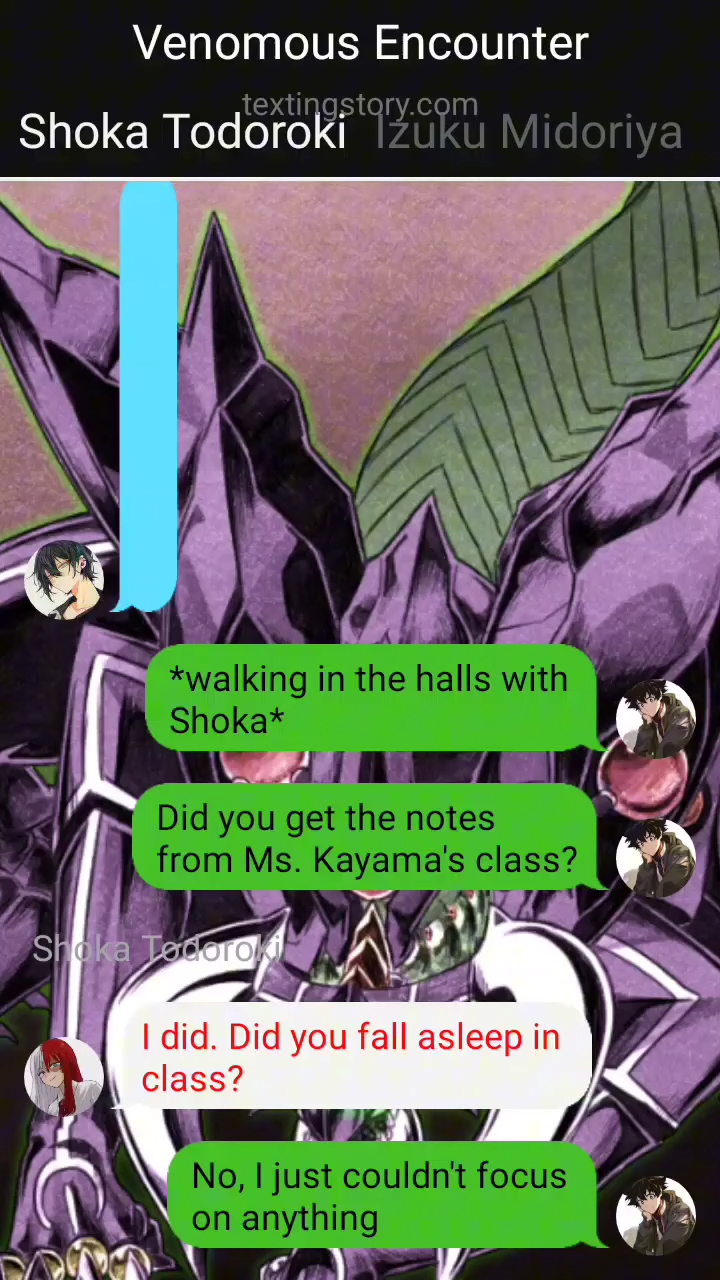 Venomous Encounter
textingstory.com
Shoka Todoroki Izuku Midoriya
*walking in the halls with
Shoka*
Did you get the notes
from Ms. Kayama's class?
Shoka Todoroki
I did. Did you fall asleep in
class?
No, I just couldn't focus
on anything